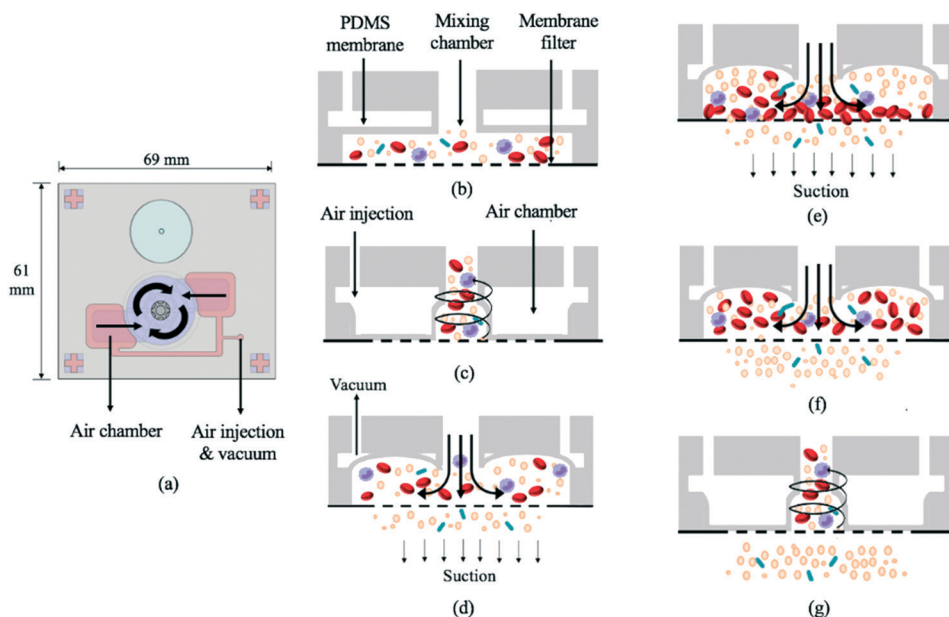 69 mm
61
mm
Air chamber
Air injection
& vacuum
(a)
PDMS
membrane
Mixing
chamber
Membrane
filter
(b)
Air injection
Air chamber
(c)
Vacuum
Suction
(d)
Suction
(e)
(f)
(g)